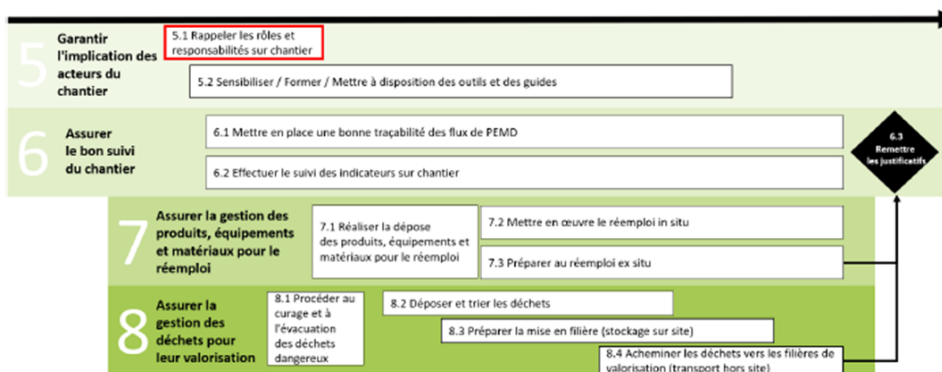 5
Garantir
l'implication des
acteurs du
chantier
5.1 Rappeler les rôles et
responsabilités sur chantier
5.2 Sensibiliser / Former / Mettre à disposition des outils et des guides
6
Assurer
le bon suivi
du chantier
6.1 Mettre en place une bonne traçabilité des flux de PEMD
6.2 Effectuer le suivi des indicateurs sur chantier
6.3
Remettre
les justificatifs
7
Assurer la gestion des
produits, équipements
et matériaux pour le
réemploi
7.1 Réaliser la dépose
des produits, équipements et
matériaux pour le réemploi
7.2 Mettre en œuvre le réemploi in situ
7.3 Préparer au réemploi ex situ
8
Assurer la
gestion des
déchets pour
leur valorisation
8.1 Procéder au
curage et à
l'évacuation
des déchets
dangereux
8.2 Déposer et trier les déchets
8.3 Préparer la mise en filière (stockage sur site)
8.4 Acheminer les déchets vers les filières de
valorisation (transport hors site)